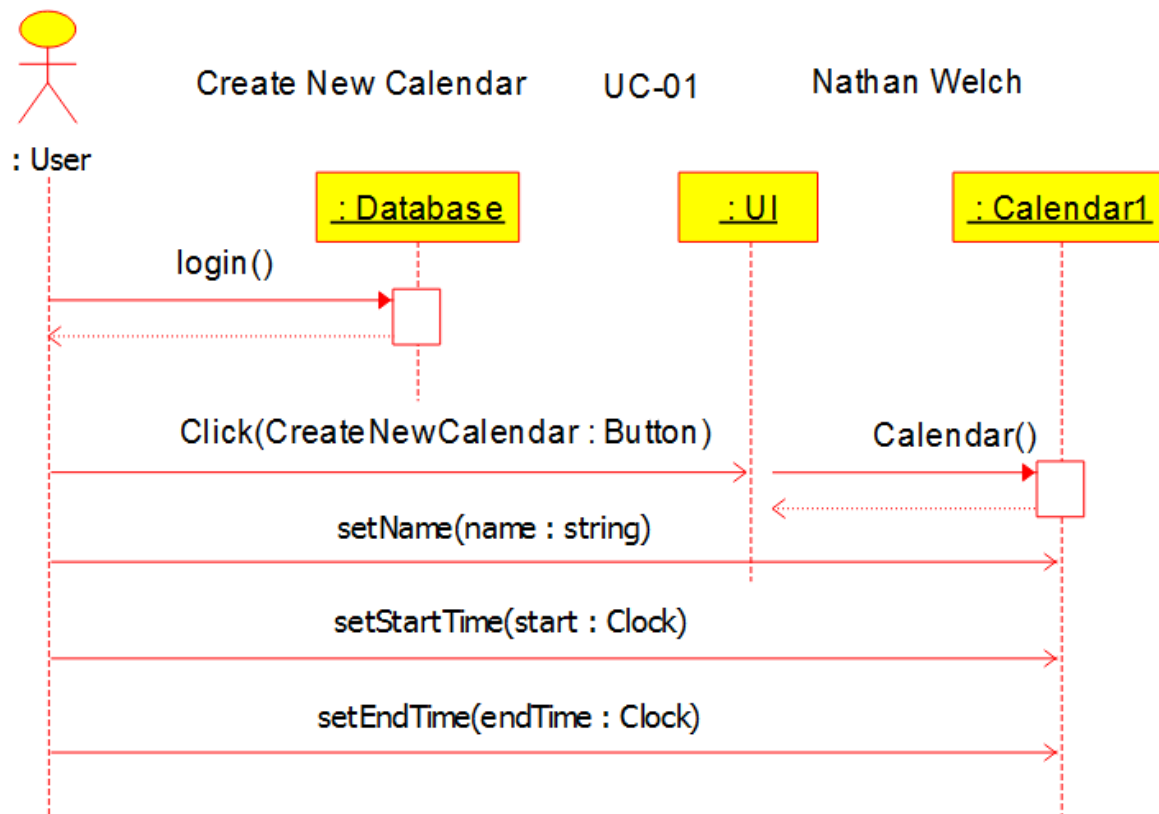 Create New Calendar UC-01 Nathan Welch
: User
: Database : UI : Calendar1
login()
Click(CreateNewCalendar : Button) Calendar()
setName(name : string)
setStartTime(start : Clock)
setEndTime(endTime : Clock)